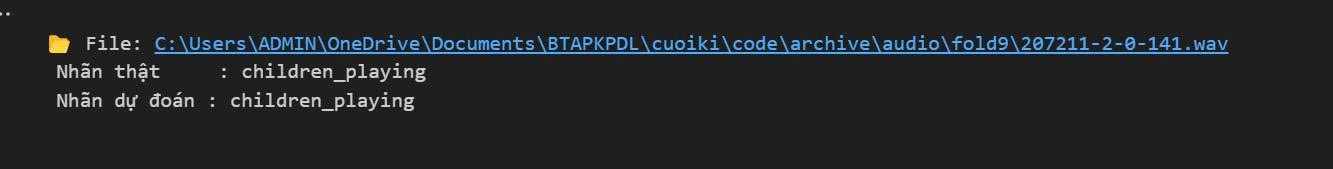 ..
📂 File: C:\Users\ADMIN\OneDrive\Documents\BTAPKPDL\cuoiki\code\archive\audio\fold9\207211-2-0-141.wav
Nhãn thật     : children_playing
Nhãn dự đoán : children_playing